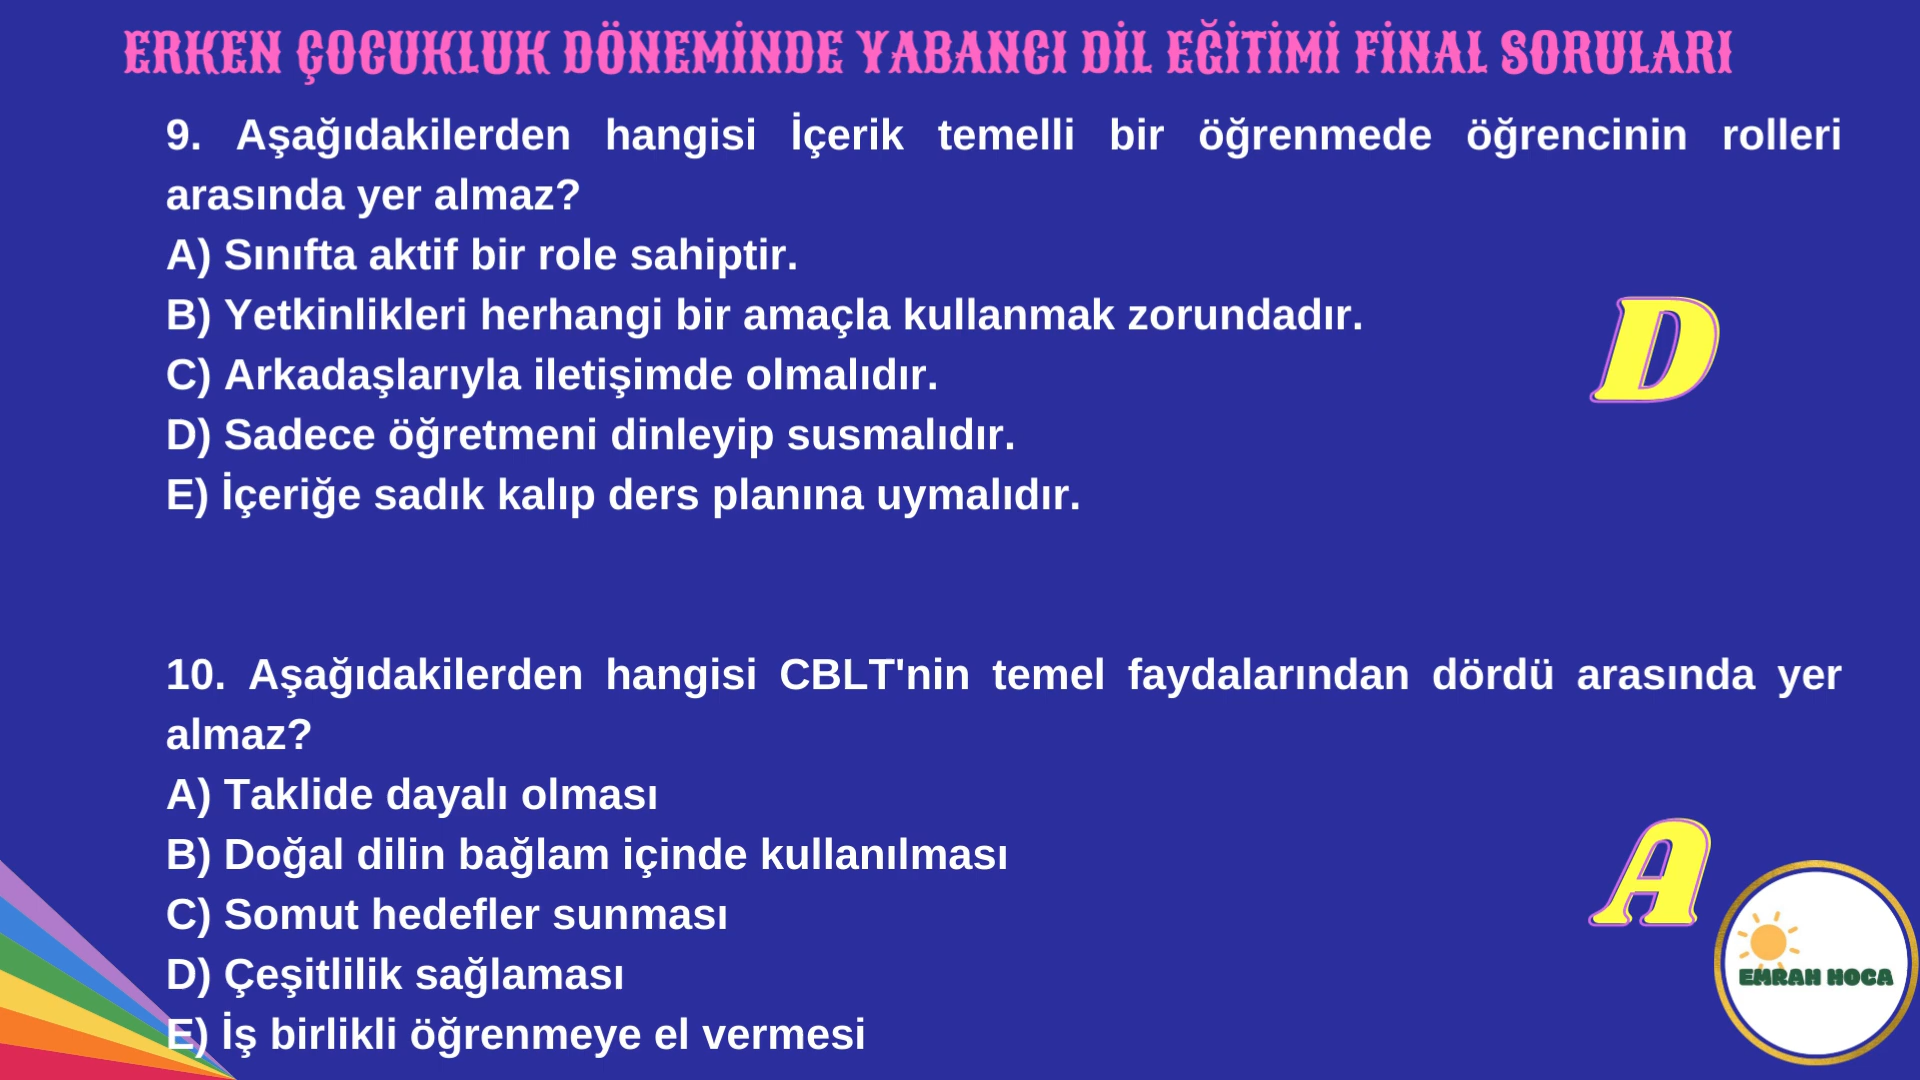 ERKEN ÇOCUKLUK DÖNEMİNDE YABANCI DİL EĞİTİMİ FİNAL SORULARI
9. Aşağıdakilerden hangisi İçerik temelli bir öğrenmede öğrencinin rolleri
arasında yer almaz?
A) Sınıfta aktif bir role sahiptir.
B) Yetkinlikleri herhangi bir amaçla kullanmak zorundadır.
C) Arkadaşlarıyla iletişimde olmalıdır.
D) Sadece öğretmeni dinleyip susmalıdır.
E) İçeriğe sadık kalıp ders planına uymalıdır.
D
10. Aşağıdakilerden hangisi CBLT'nin temel faydalarından dördü arasında yer
almaz?
A) Taklide dayalı olması
B) Doğal dilin bağlam içinde kullanılması
C) Somut hedefler sunması
D) Çeşitlilik sağlaması
E) İş birlikli öğrenmeye el vermesi
A
EMRAH HOCA